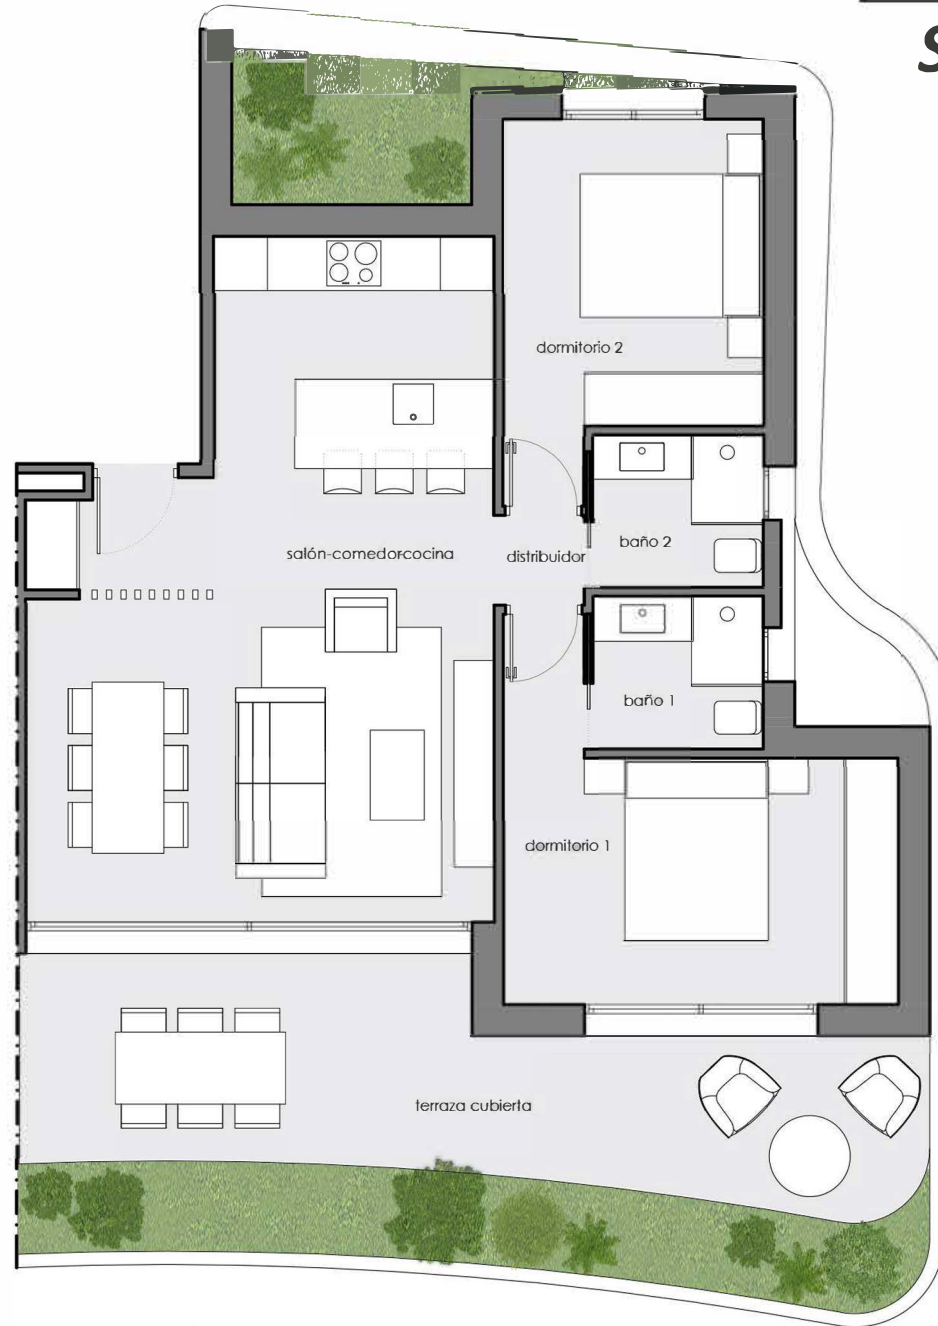 S
dormitorio 2
salón-comedorcocina
distribuidor
baño 2
baño 1
dormitorio 1
terraza cubierta